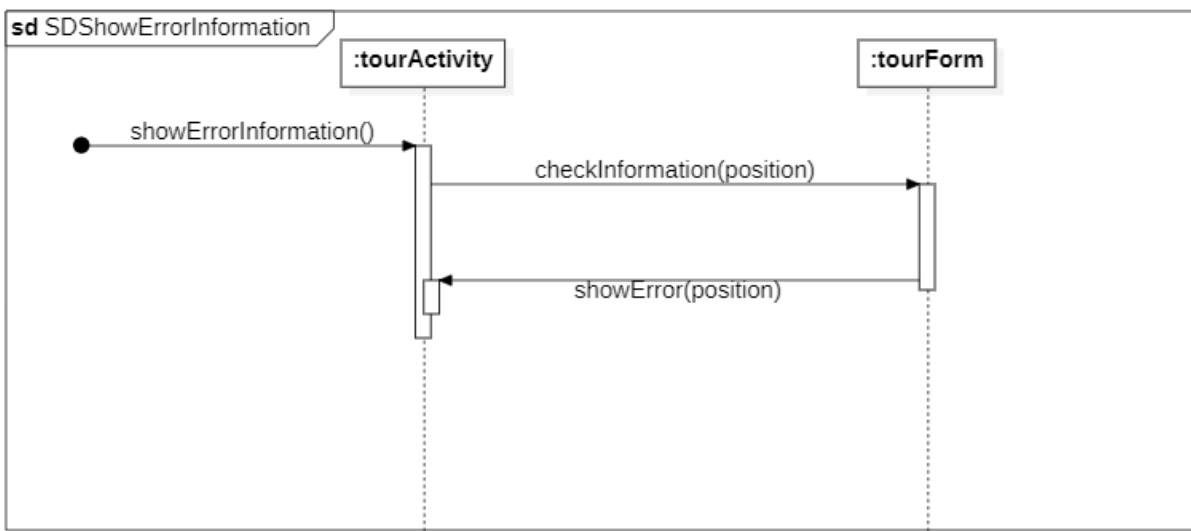 sd SDShowErrorInformation
:tourActivity
:tourForm
showErrorInformation()
checkInformation(position)
showError(position)